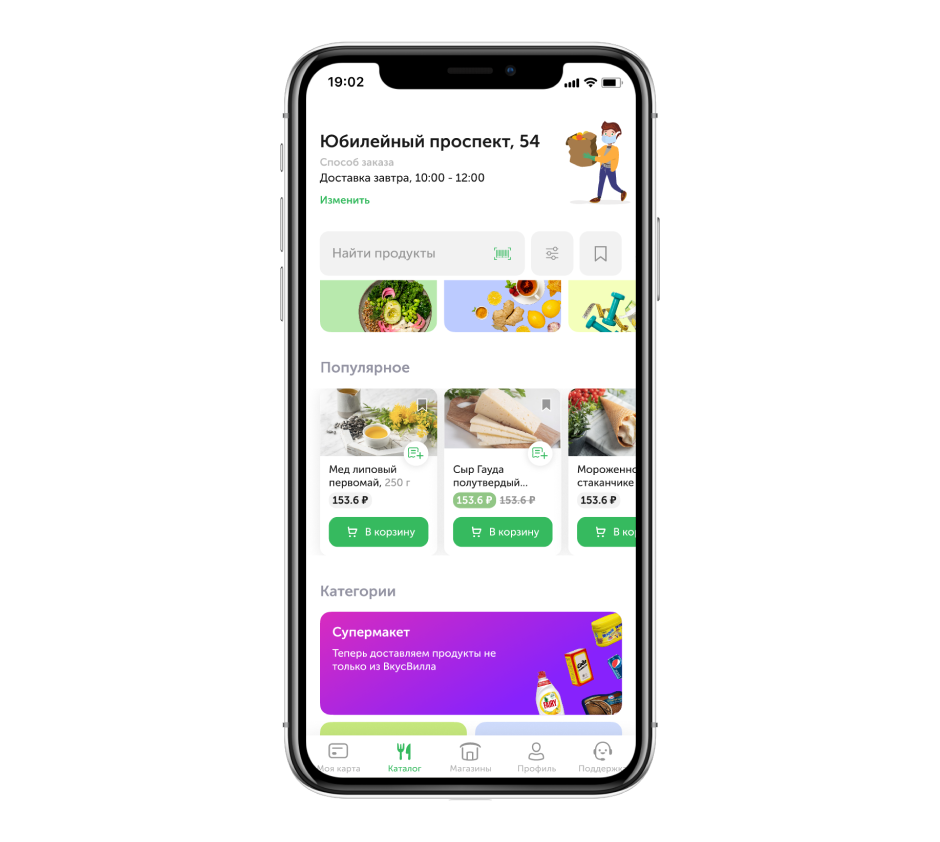 19:02
Юбилейный проспект, 54
Способ заказа
Доставка завтра, 10:00 - 12:00
Изменить
Найти продукты
Популярное
Мед липовый
первомай, 250 г
153.6 ₽
В корзину
Сыр Гауда
полутвердый...
153.6 ₽ 153.6 ₽
В корзину
Мороженно
стаканчике
153.6 ₽
В ко
Категории
Супермакет
Теперь доставляем продукты не
только из ВкусВилла
FAIRY
Моя карта
Каталог
Магазины
Профиль
Поддержк